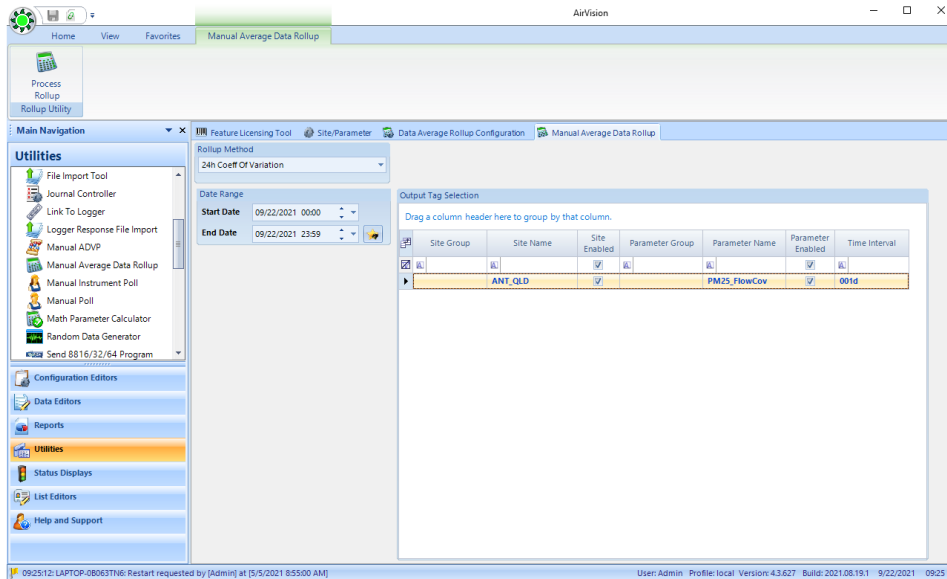 AirVision
Home View Favorites Manual Average Data Rollup
Process
Rollup
Rollup Utility
Main Navigation
Utilities
File Import Tool
Journal Controller
Link To Logger
Logger Response File Import
Manual ADVP
Manual Average Data Rollup
Manual Instrument Poll
Manual Poll
Math Parameter Calculator
Random Data Generator
Send 8816/32/64 Program
Configuration Editors
Data Editors
Reports
Utilities
Status Displays
List Editors
Help and Support
Feature Licensing Tool Site/Parameter Data Average Rollup Configuration Manual Average Data Rollup
Rollup Method
24h Coeff Of Variation
Date Range
Start Date 09/22/2021 00:00
End Date 09/22/2021 23:59
Output Tag Selection
Drag a column header here to group by that column.
Site Group Site Name Site Enabled Parameter Group Parameter Name Parameter Enabled Time Interval
ANT_QLD PM25_FlowCov 001d
09:25:12: LAPTOP-0B063TN6: Restart requested by [Admin] at [5/5/2021 8:55:00 AM] User: Admin Profile: local Version: 4.3.627 Build: 2021.08.19.1 9/22/2021 09:25